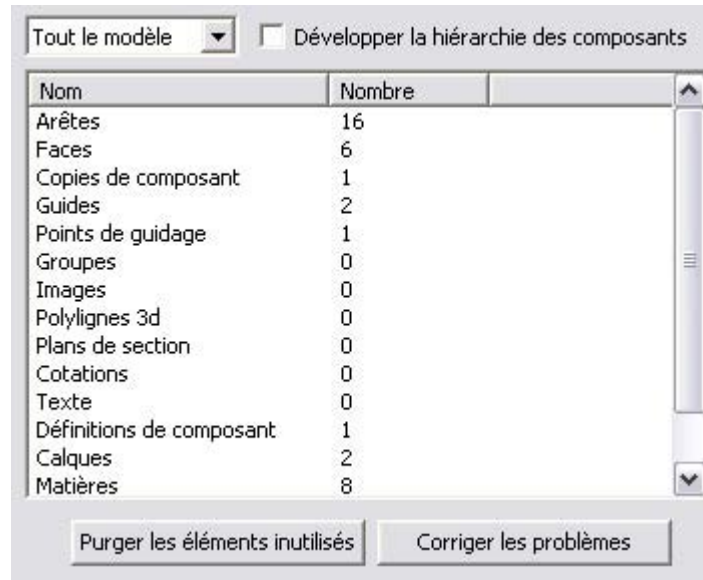 Tout le modèle Développer la hiérarchie des composants
Nom Nombre
Arêtes 16
Faces 6
Copies de composant 1
Guides 2
Points de guidage 1
Groupes 0
Images 0
Polylignes 3d 0
Plans de section 0
Cotations 0
Texte 0
Définitions de composant 1
Calques 2
Matières 8
Purger les éléments inutilisés Corriger les problèmes